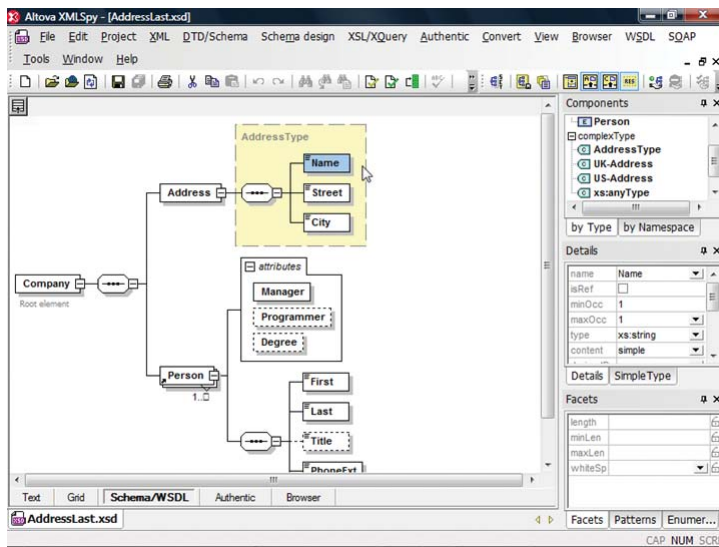 Altova XMLSpy - [AddressLast.xsd]
File Edit Project XML DTD/Schema Schema design XSL/XQuery Authentic Convert View Browser WSDL SOAP
Tools Window Help
Components
Person
complexType
AddressType
UK-Address
US-Address
xs:anyType
by Type by Namespace
AddressType
Name
Address
Street
City
attributes
Manager
Programmer
Degree
Company
Root element
Person
First
Last
Title
PhoneExt
Details
name Name
isRef
minOcc 1
maxOcc 1
type xs:string
content simple
Details SimpleType
Facets
length
minLen
maxLen
whiteSp
Text Grid Schema/WSDL Authentic Browser
AddressLast.xsd
Facets Patterns Enumer...
CAP NUM SCR